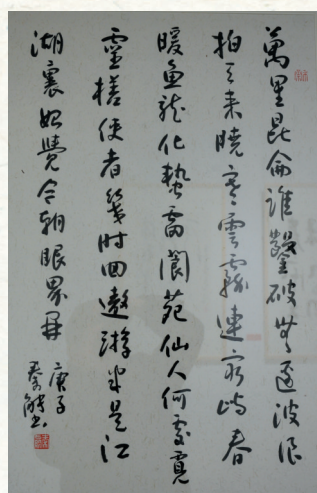 萬里昆侖誰鑿破無邊波浪
拍天來曉寒雲霧連窮嶼春
暖魚龍化蟄雷閬苑仙人何處覓
靈槎使者幾時回遨游半是江
湖裏始覺今朝眼界開
庚子